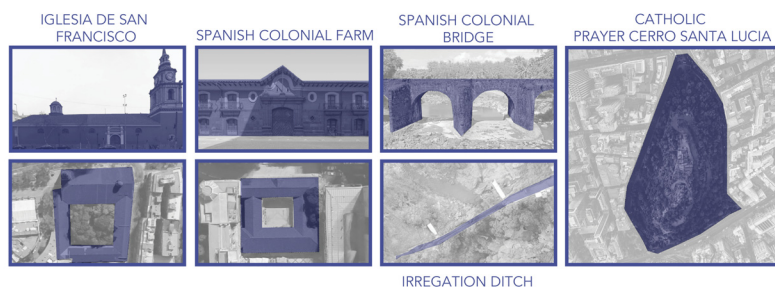 IGLESIA DE SAN
FRANCISCO
SPANISH COLONIAL FARM
SPANISH COLONIAL
BRIDGE
CATHOLIC
PRAYER CERRO SANTA LUCIA
IRREGATION DITCH